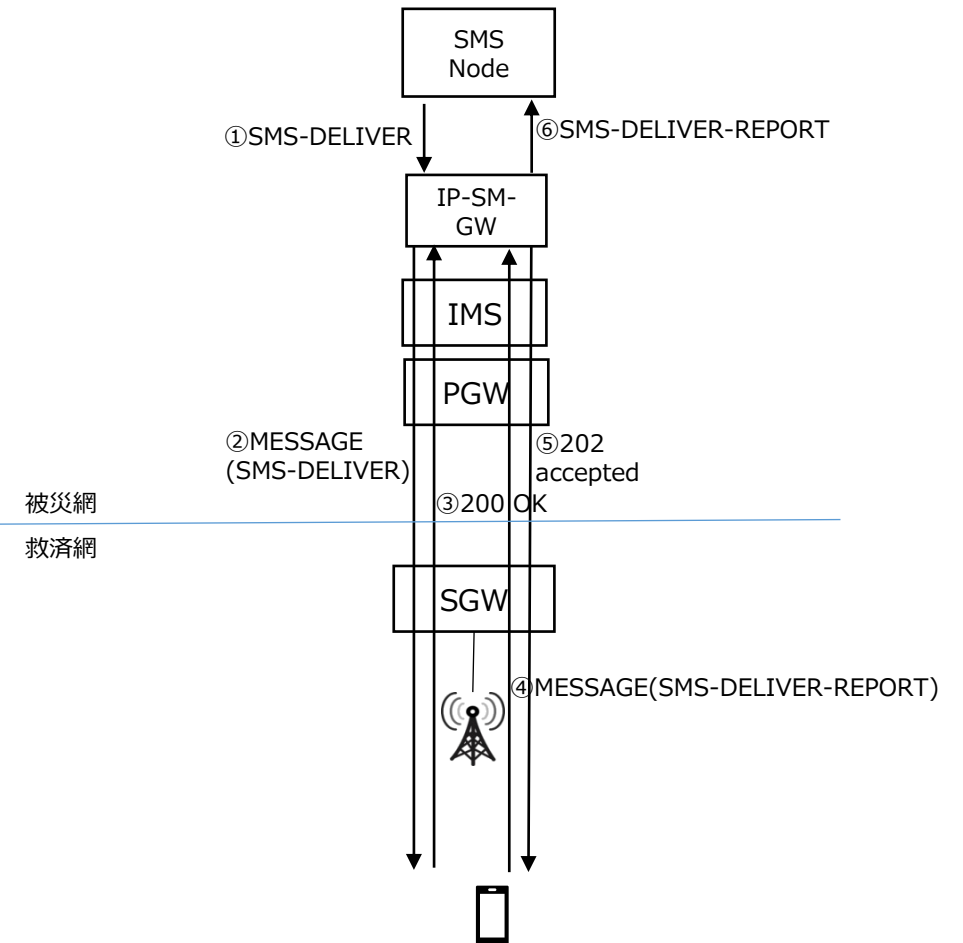 SMS
Node
①SMS-DELIVER
⑥SMS-DELIVER-REPORT
IP-SM-
GW
IMS
PGW
②MESSAGE
(SMS-DELIVER)
⑤202
accepted
③200 OK
被災網
救済網
SGW
④MESSAGE(SMS-DELIVER-REPORT)